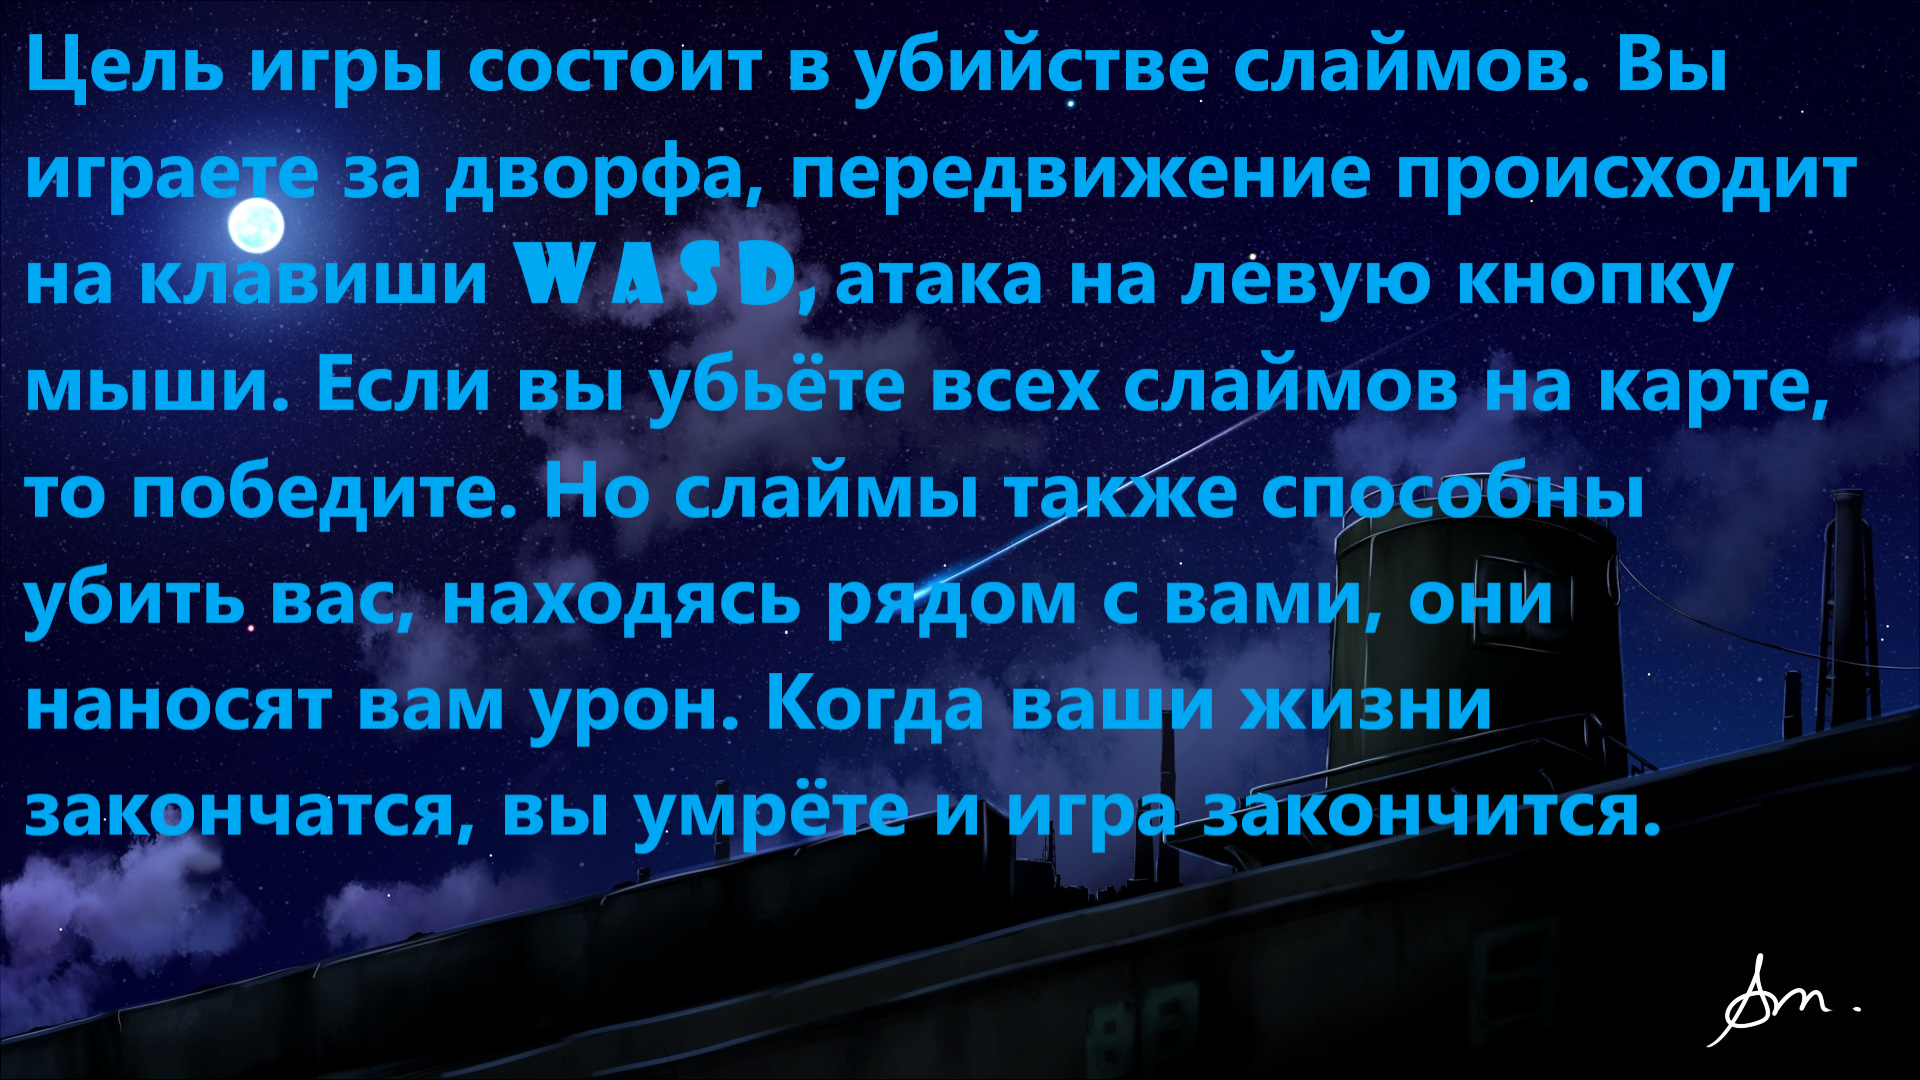 Цель игры состоит в убийстве слаймов. Вы
играете за дворфа, передвижение происходит
на клавиши W A S D, атака на левую кнопку
мыши. Если вы убьёте всех слаймов на карте,
то победите. Но слаймы также способны
убить вас, находясь рядом с вами, они
наносят вам урон. Когда ваши жизни
закончатся, вы умрёте и игра закончится.